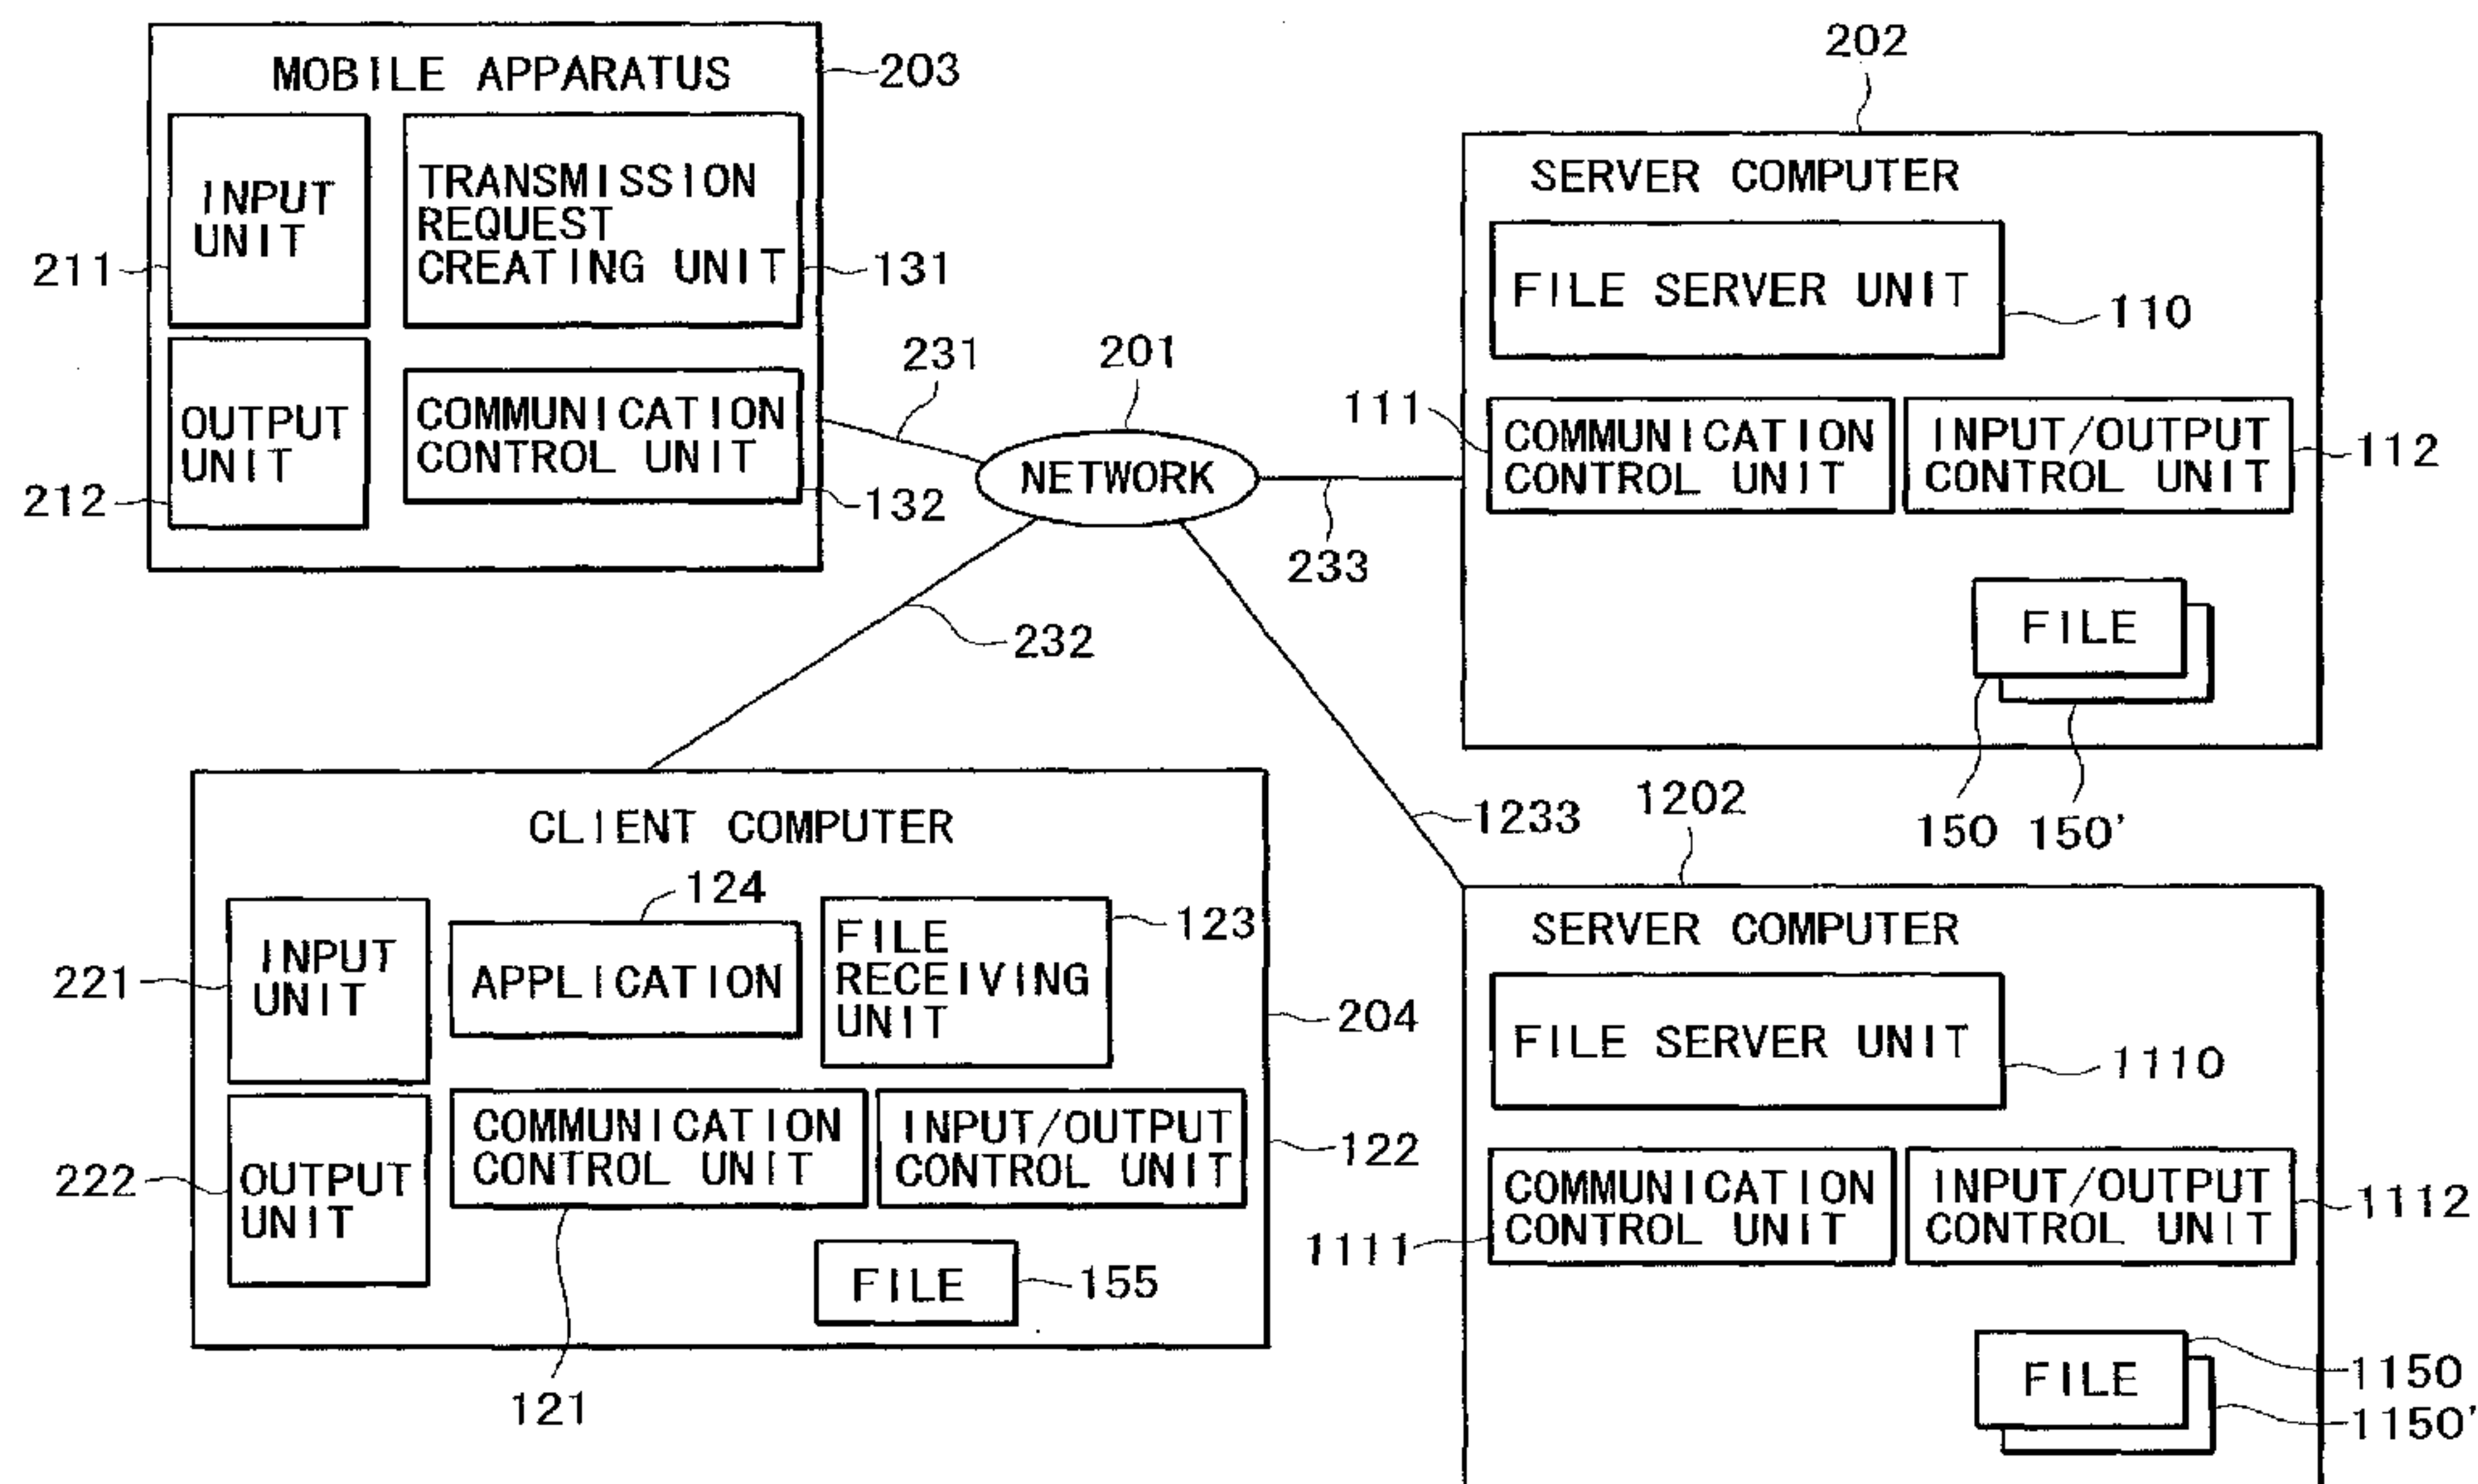 MOBILE APPARATUS
203
INPUT
UNIT
211
TRANSMISSION
REQUEST
CREATING UNIT
131
OUTPUT
UNIT
212
COMMUNICATION
CONTROL UNIT
132
231
201
NETWORK
233
232
1233
202
SERVER COMPUTER
FILE SERVER UNIT
110
111
COMMUNICATION
CONTROL UNIT
INPUT/OUTPUT
CONTROL UNIT
112
FILE
150
150'
CLIENT COMPUTER
204
INPUT
UNIT
221
124
APPLICATION
FILE
RECEIVING
UNIT
123
OUTPUT
UNIT
222
COMMUNICATION
CONTROL UNIT
121
INPUT/OUTPUT
CONTROL UNIT
122
FILE
155
1202
SERVER COMPUTER
FILE SERVER UNIT
1110
COMMUNICATION
CONTROL UNIT
1111
INPUT/OUTPUT
CONTROL UNIT
1112
FILE
1150
1150'